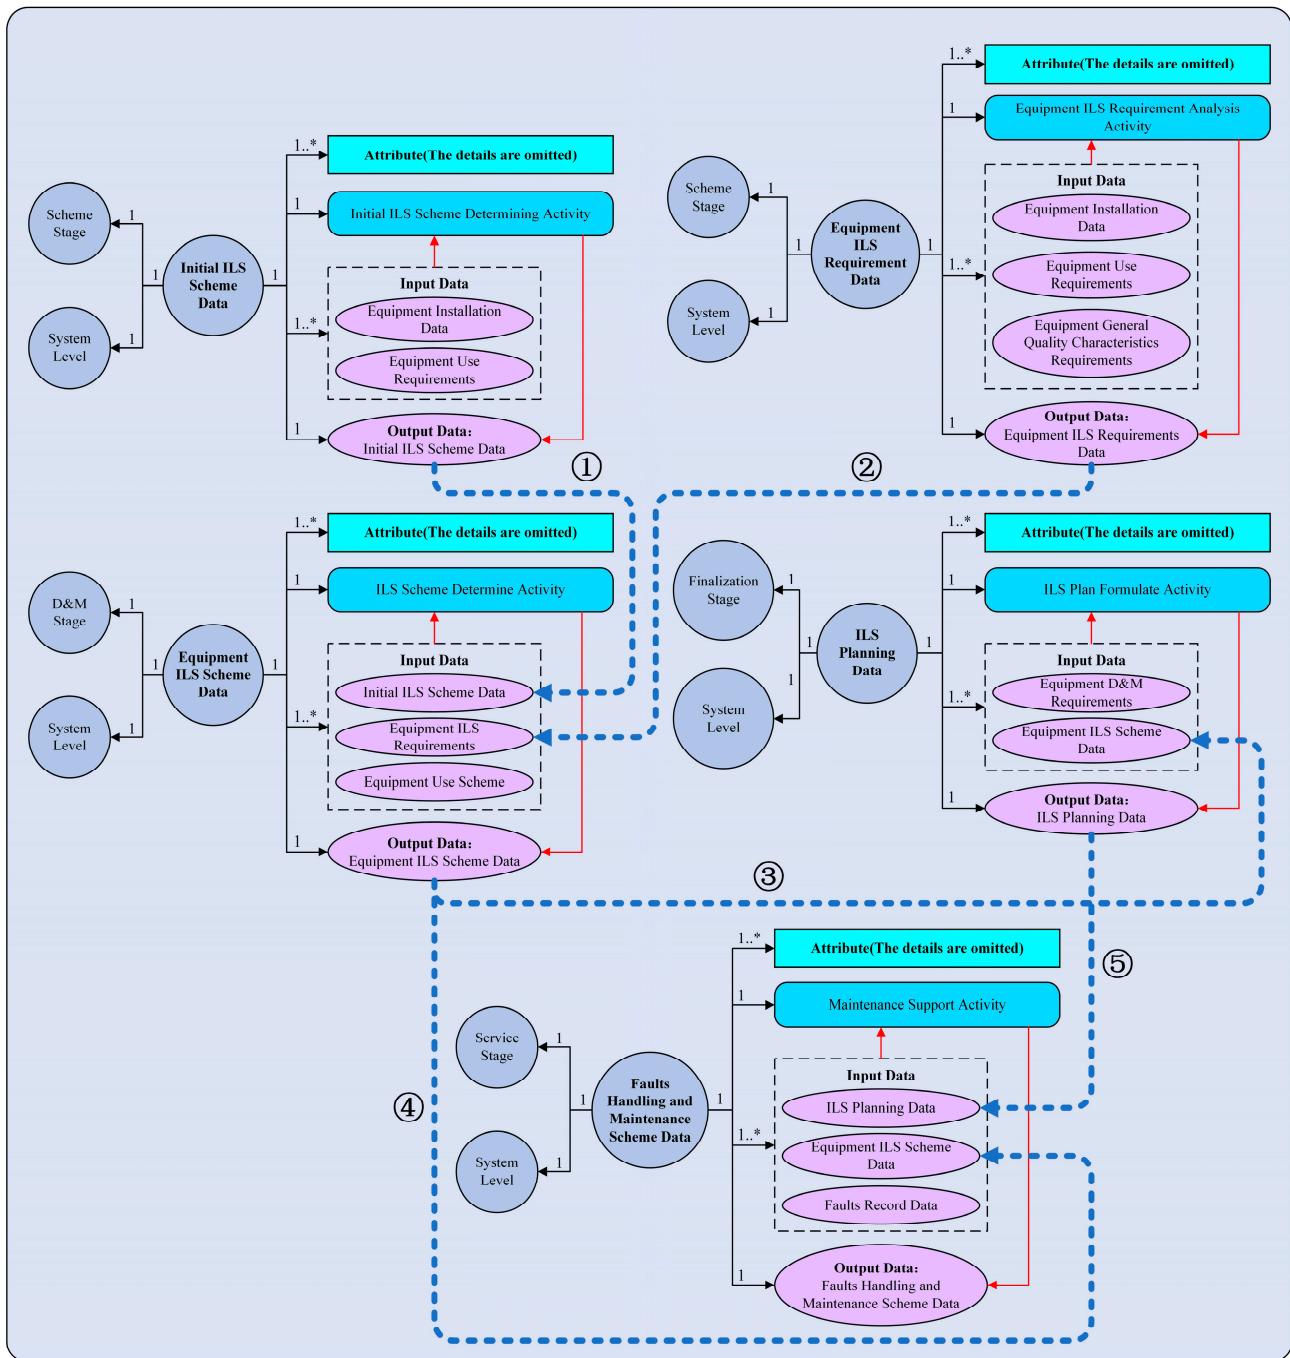 1..*
Attribute(The details are omitted)
Scheme
Stage
1
1
Initial ILS Scheme Determining Activity
Initial ILS
Scheme
Data
1
1
Input Data
Equipment Installation
Data
System
Level
1
1..*
Equipment Use
Requirements
1
Output Data:
Initial ILS Scheme Data
①
1..*
Attribute(The details are omitted)
1
Equipment ILS Requirement Analysis
Activity
Scheme
Stage
1
Input Data
Equipment Installation
Data
Equipment
ILS
Requirement
Data
1
1
1..*
Equipment Use
Requirements
System
Level
1
Equipment General
Quality Characteristics
Requirements
1
Output Data:
Equipment ILS Requirements
Data
②
1..*
Attribute(The details are omitted)
D&M
Stage
1
1
ILS Scheme Determine Activity
Equipment
ILS Scheme
Data
1
1
Input Data
Initial ILS Scheme Data
System
Level
1
1..*
Equipment ILS
Requirements
Equipment Use Scheme
1
Output Data:
Equipment ILS Scheme Data
1..*
Attribute(The details are omitted)
Finalization
Stage
1
1
ILS Plan Formulate Activity
ILS
Planning
Data
1
1
Input Data
Equipment D&M
Requirements
System
Level
1
1..*
Equipment ILS Scheme
Data
1
Output Data:
ILS Planning Data
③
1..*
Attribute(The details are omitted)
⑤
1
Maintenance Support Activity
Service
Stage
1
Input Data
④
Faults
Handling and
Maintenance
Scheme Data
1
1
ILS Planning Data
System
Level
1
1..*
Equipment ILS Scheme
Data
Faults Record Data
1
Output Data:
Faults Handling and
Maintenance Scheme Data